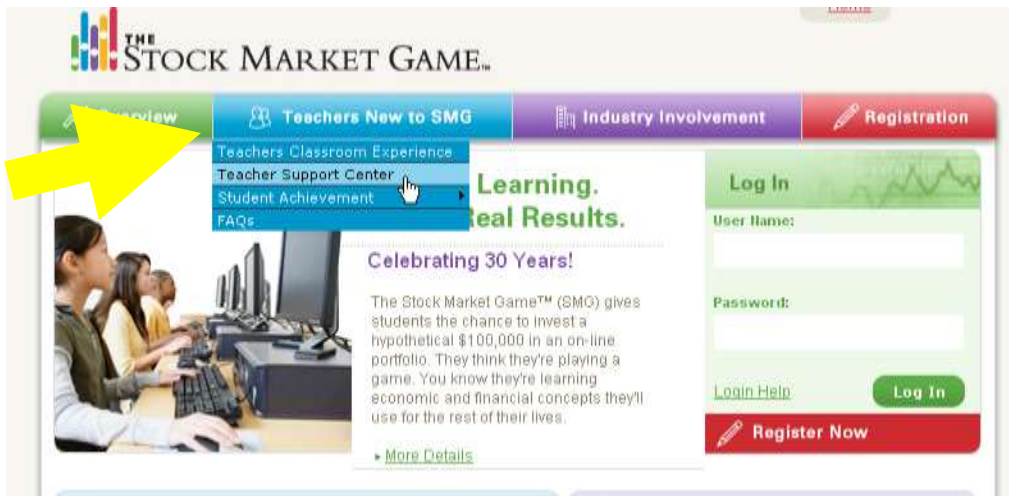 Home
THE
STOCK MARKET GAME™
Overview
Teachers New to SMG
Industry Involvement
Registration
Teachers Classroom Experience
Teacher Support Center
Student Achievement
FAQs
Learning.
Real Results.
Celebrating 30 Years!
The Stock Market Game™ (SMG) gives
students the chance to invest a
hypothetical $100,000 in an on-line
portfolio. They think they're playing a
game. You know they're learning
economic and financial concepts they'll
use for the rest of their lives.
More Details
Log In
User Name:
Password:
Login Help
Log In
Register Now